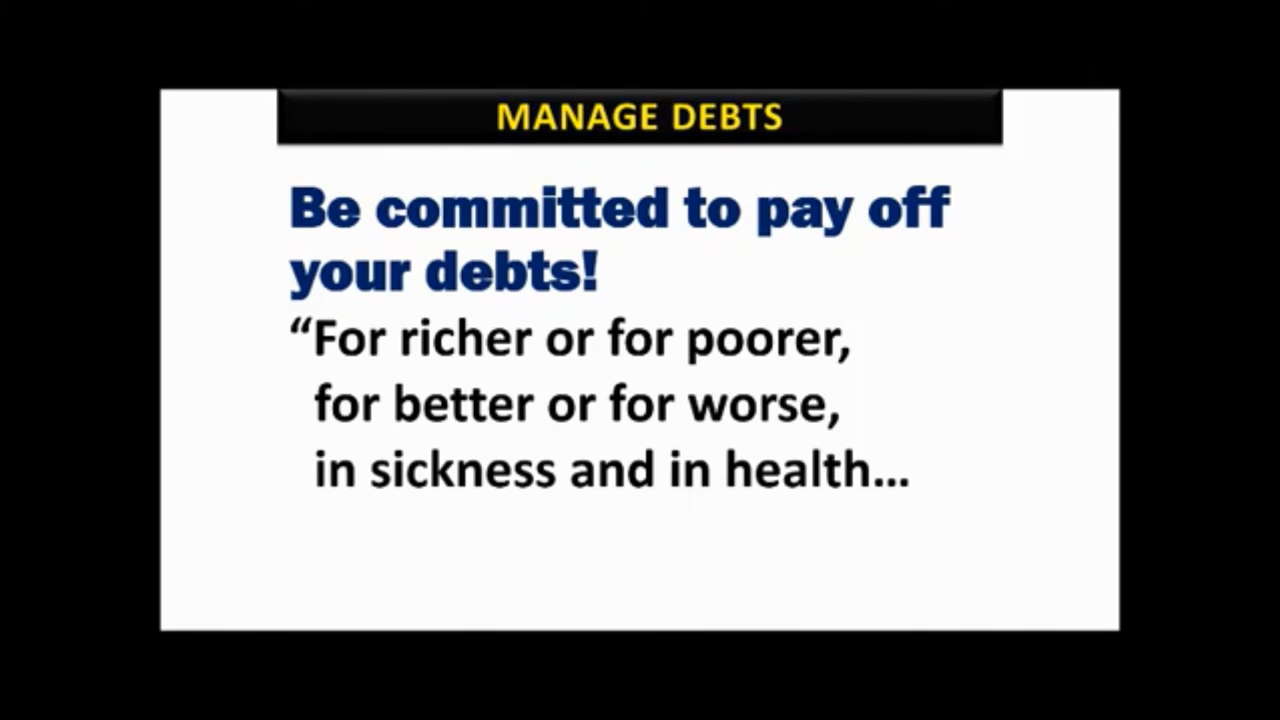 MANAGE DEBTS
Be committed to pay off
your debts!
“For richer or for poorer,
for better or for worse,
in sickness and in health…